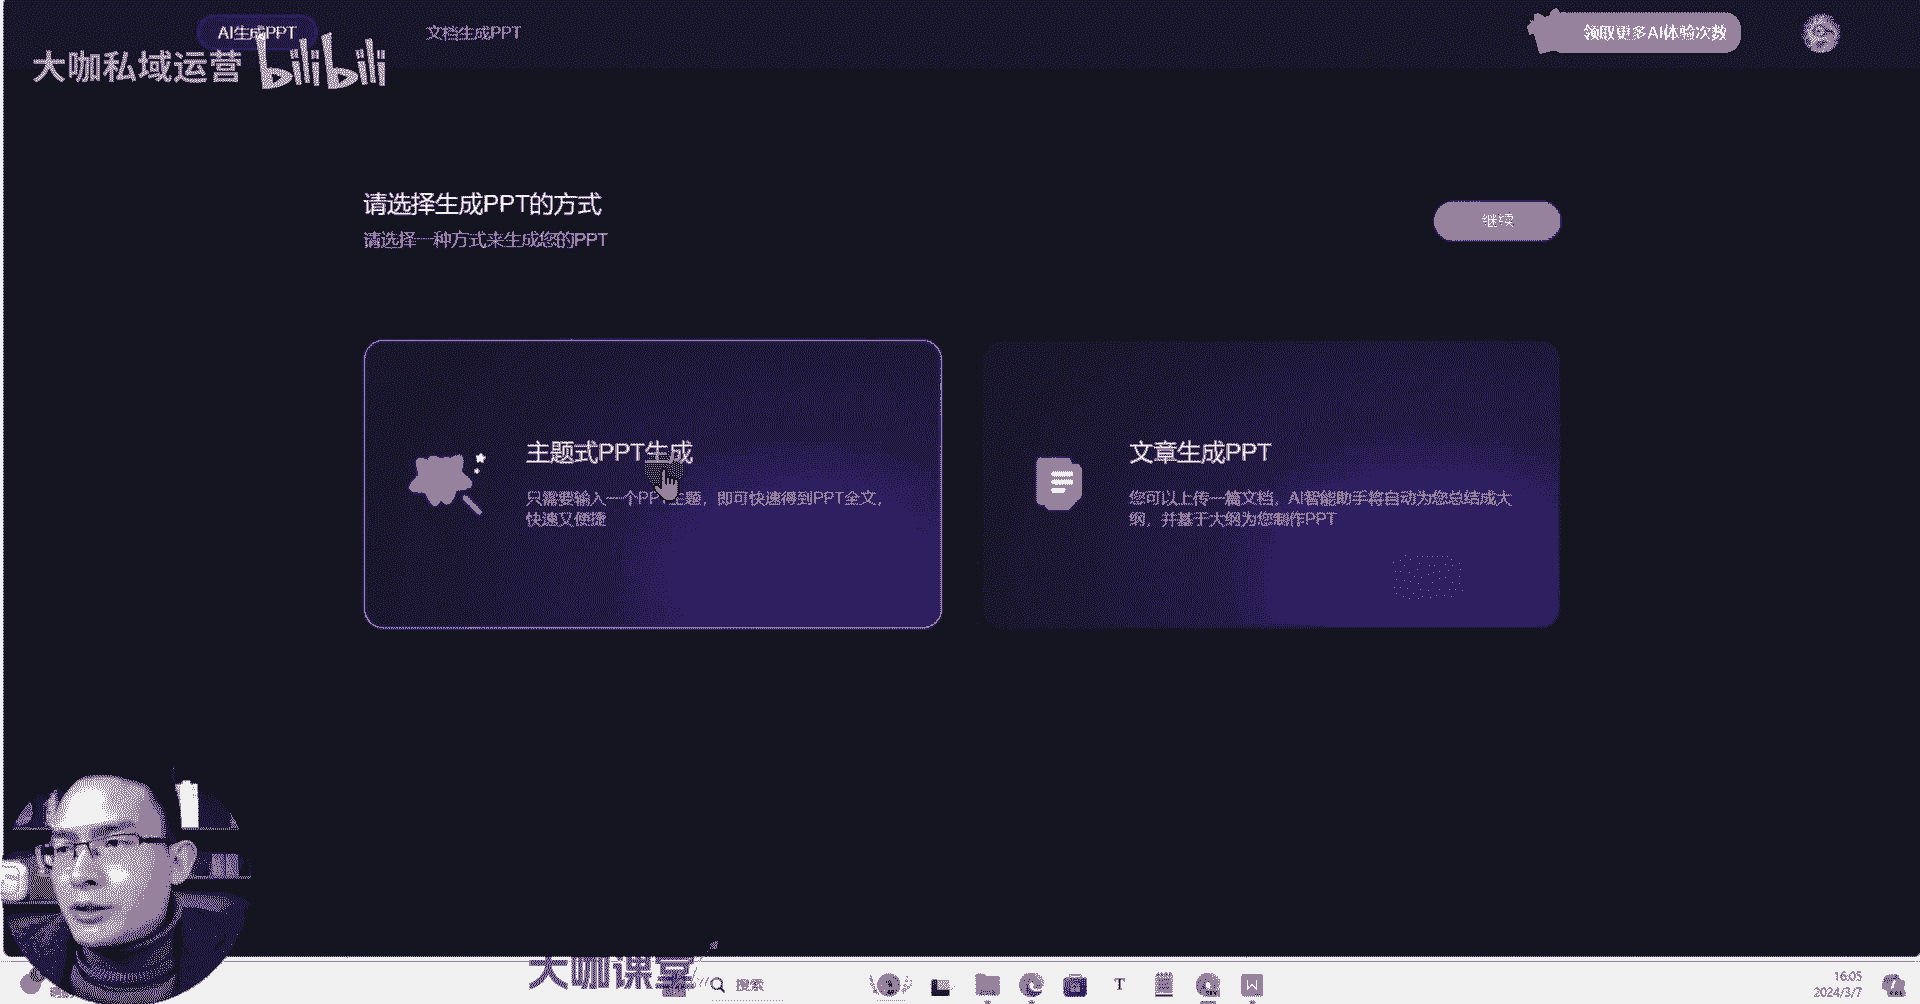 AI生成PPT
文档生成PPT
领取更多AI体验次数
大咖私域运营
bilibili
请选择生成PPT的方式
请选择一种方式来生成您的PPT
继续
主题式PPT生成
只需要输入一个PPT主题，即可快速得到PPT全文，
快速又便捷
文章生成PPT
您可以上传一篇文档，AI智能助手将自动为您总结成大
纲，并基于大纲为您制作PPT
大咖课堂
搜索
T
16:05
2024/3/7